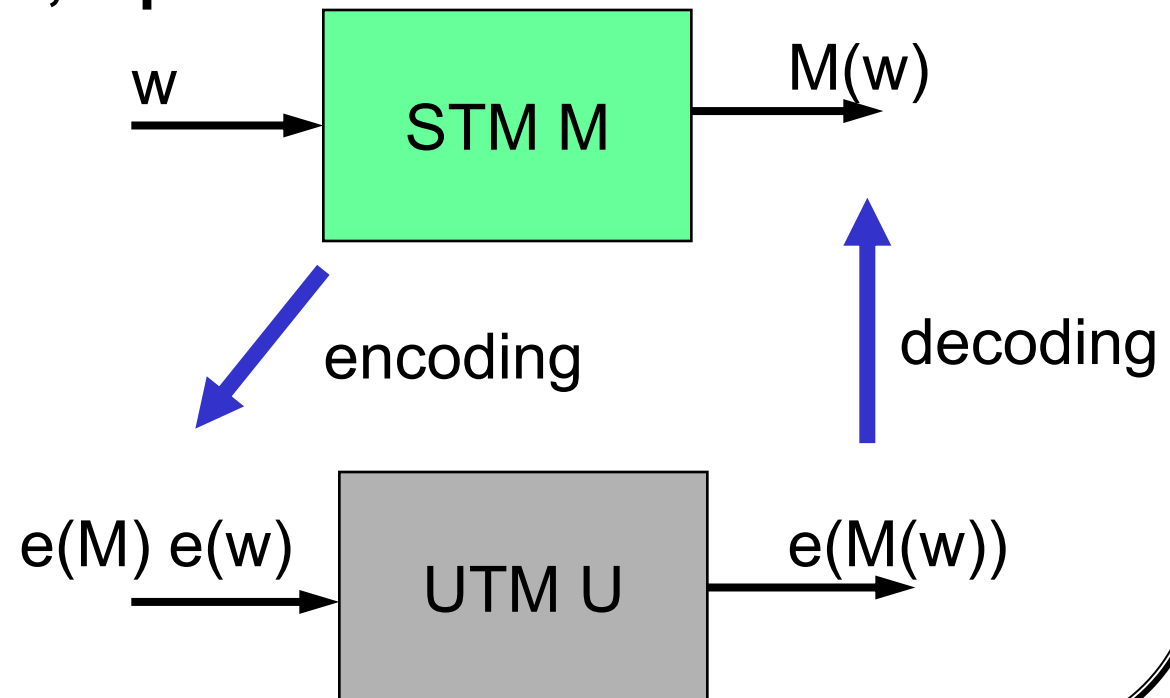 w
M(w)
STM M
encoding
decoding
e(M) e(w)
e(M(w))
UTM U